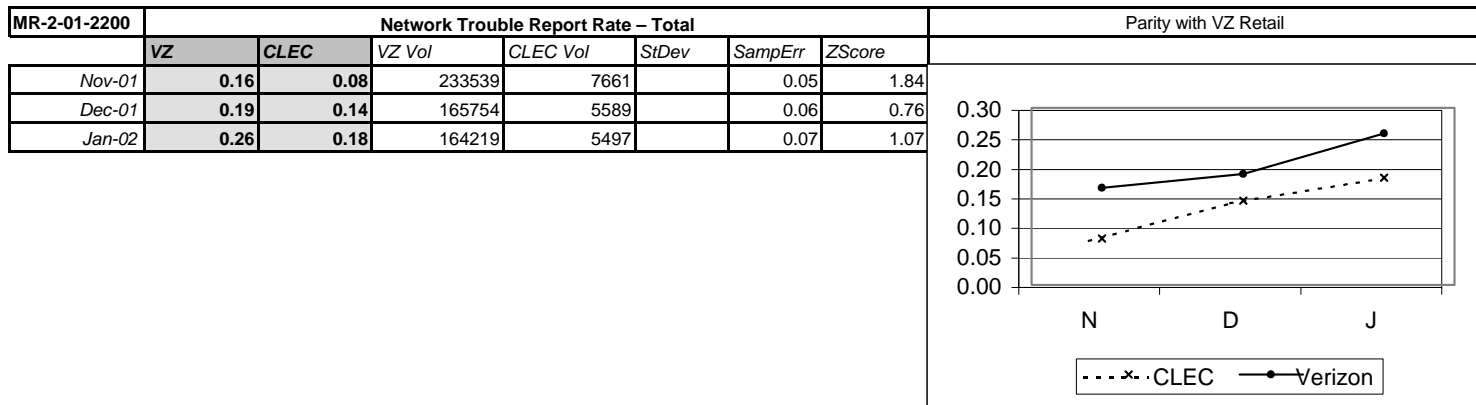 MR-2-01-2200 Network Trouble Report Rate – Total Parity with VZ Retail
VZ CLEC VZ Vol CLEC Vol StDev SampErr ZScore
Nov-01 0.16 0.08 233539 7661 0.05 1.84
Dec-01 0.19 0.14 165754 5589 0.06 0.76
Jan-02 0.26 0.18 164219 5497 0.07 1.07
0.30
0.25
0.20
0.15
0.10
0.05
0.00
N D J
CLEC Verizon